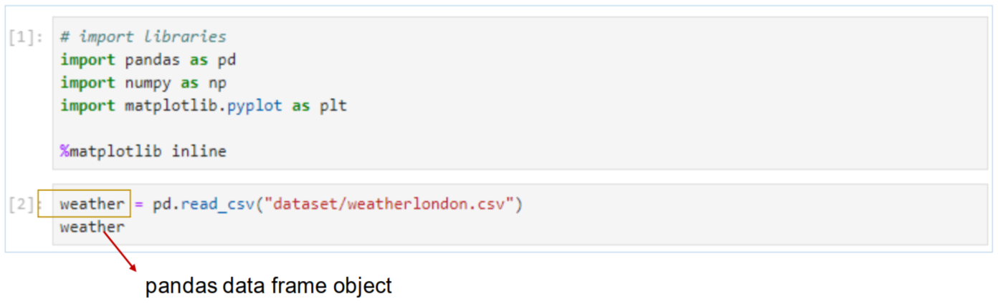 [1]: # import libraries
import pandas as pd
import numpy as np
import matplotlib.pyplot as plt
%matplotlib inline
[2]: weather = pd.read_csv("dataset/weatherlondon.csv")
weather
pandas data frame object